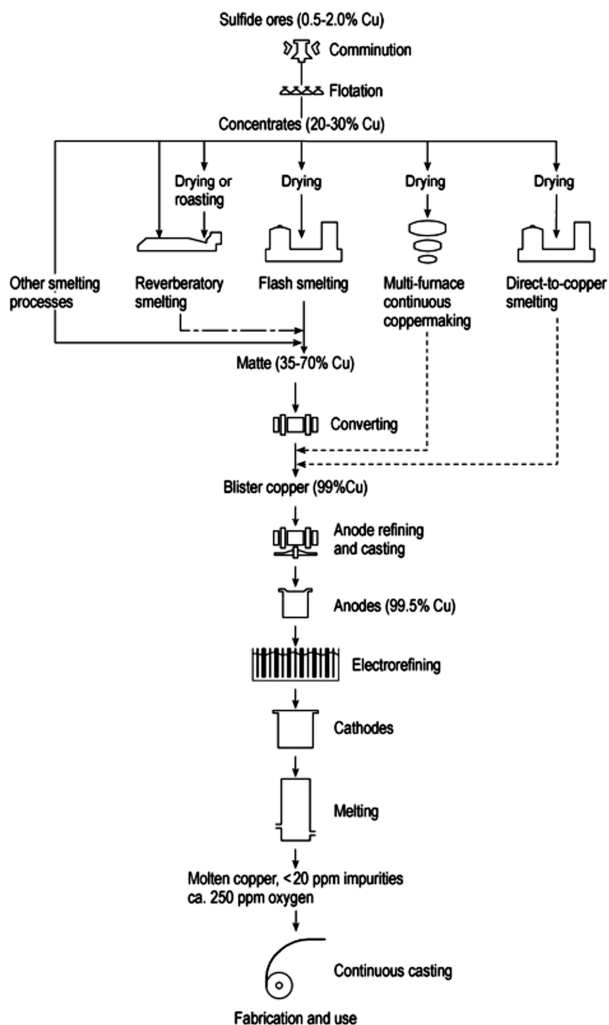 Sulfide ores (0.5-2.0% Cu)
Comminution
Flotation
Concentrates (20-30% Cu)
Drying or
roasting
Drying
Drying
Drying
Other smelting
processes
Reverberatory
smelting
Flash smelting
Multi-furnace
continuous
coppermaking
Direct-to-copper
smelting
Matte (35-70% Cu)
Converting
Blister copper (99%Cu)
Anode refining
and casting
Anodes (99.5% Cu)
Electrorefining
Cathodes
Melting
Molten copper, <20 ppm impurities
ca. 250 ppm oxygen
Continuous casting
Fabrication and use